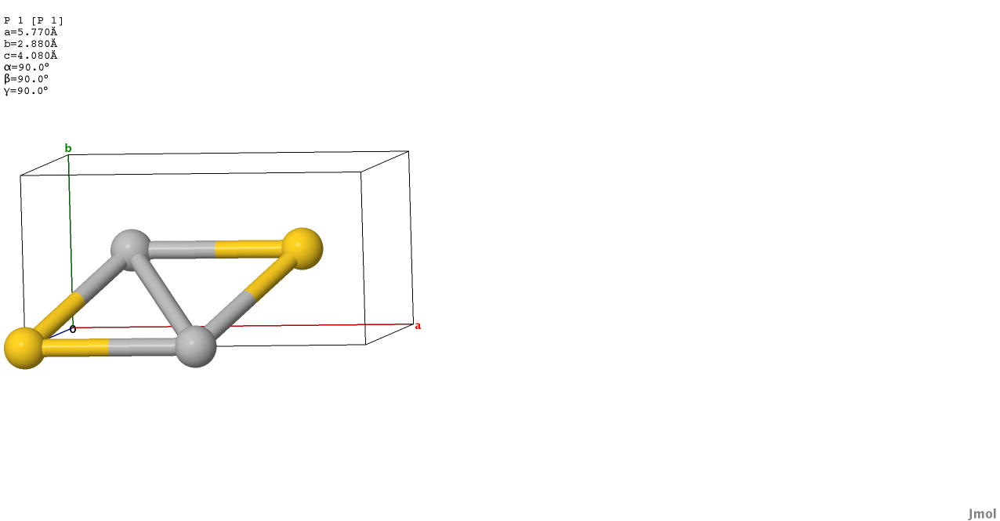 P 1 [P 1]
a=5.770Å
b=2.880Å
c=4.080Å
α=90.0°
β=90.0°
γ=90.0°
b
O
a
Jmol